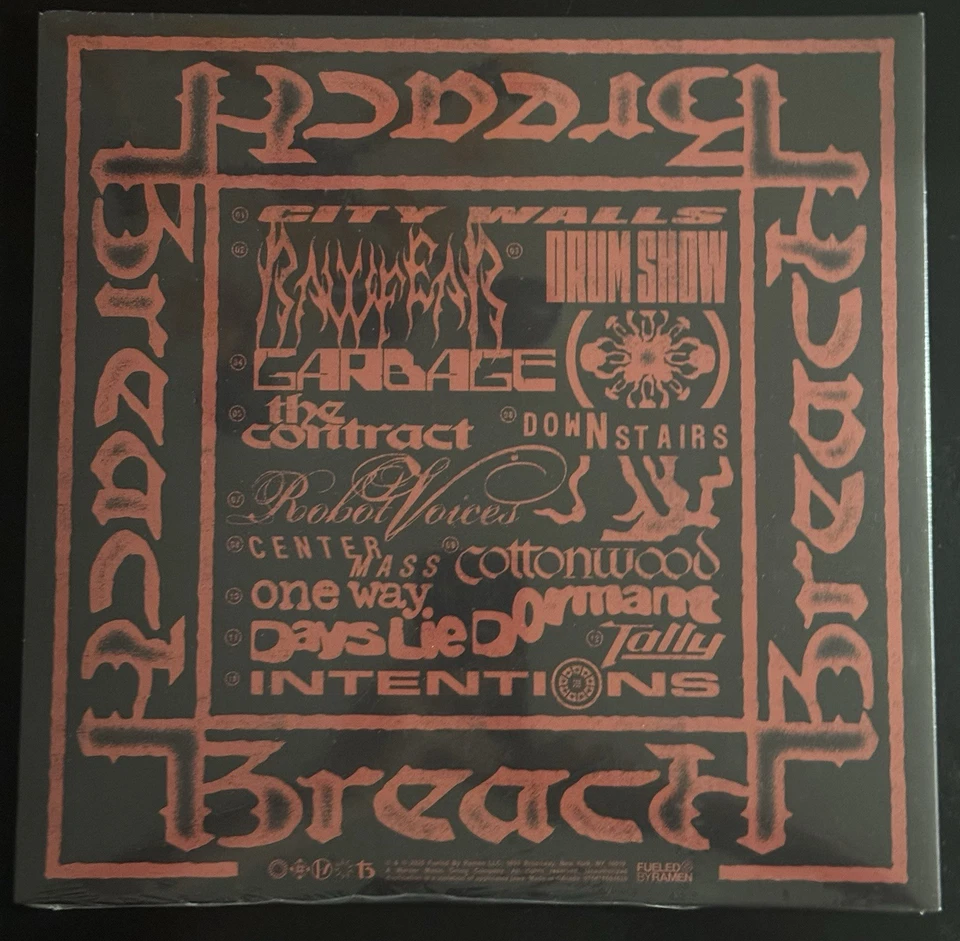 Breach
Breach
Breach
01 CITY WALLS
02 RAWFEAR 03 DRUM SHOW
04 GARBAGE
05 the contract 06 DOWNSTAIRS
07 Robot Voices
08 CENTER MASS 09 cottonwood
10 one way
11 Days Lie Dormant 12 Tally
13 INTENTIONS
Breach
FUELED
BY RAMEN